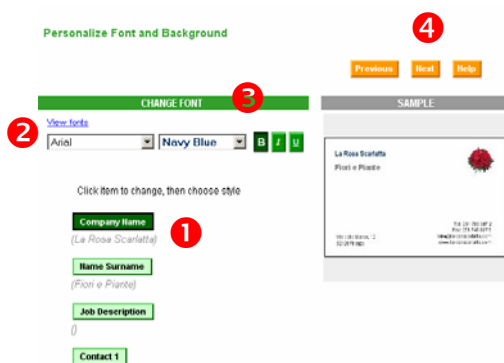 Personalize Font and Background
4
Previous Next Help
CHANGE FONT 3
SAMPLE
View fonts
2 Arial Navy Blue B I U
Click item to change, then choose style
Company Name 1
(La Rosa Scarlatta)
Name Surname
(Fiori e Piante)
Job Description
()
Contact 1
La Rosa Scarlatta
Fiori e Piante